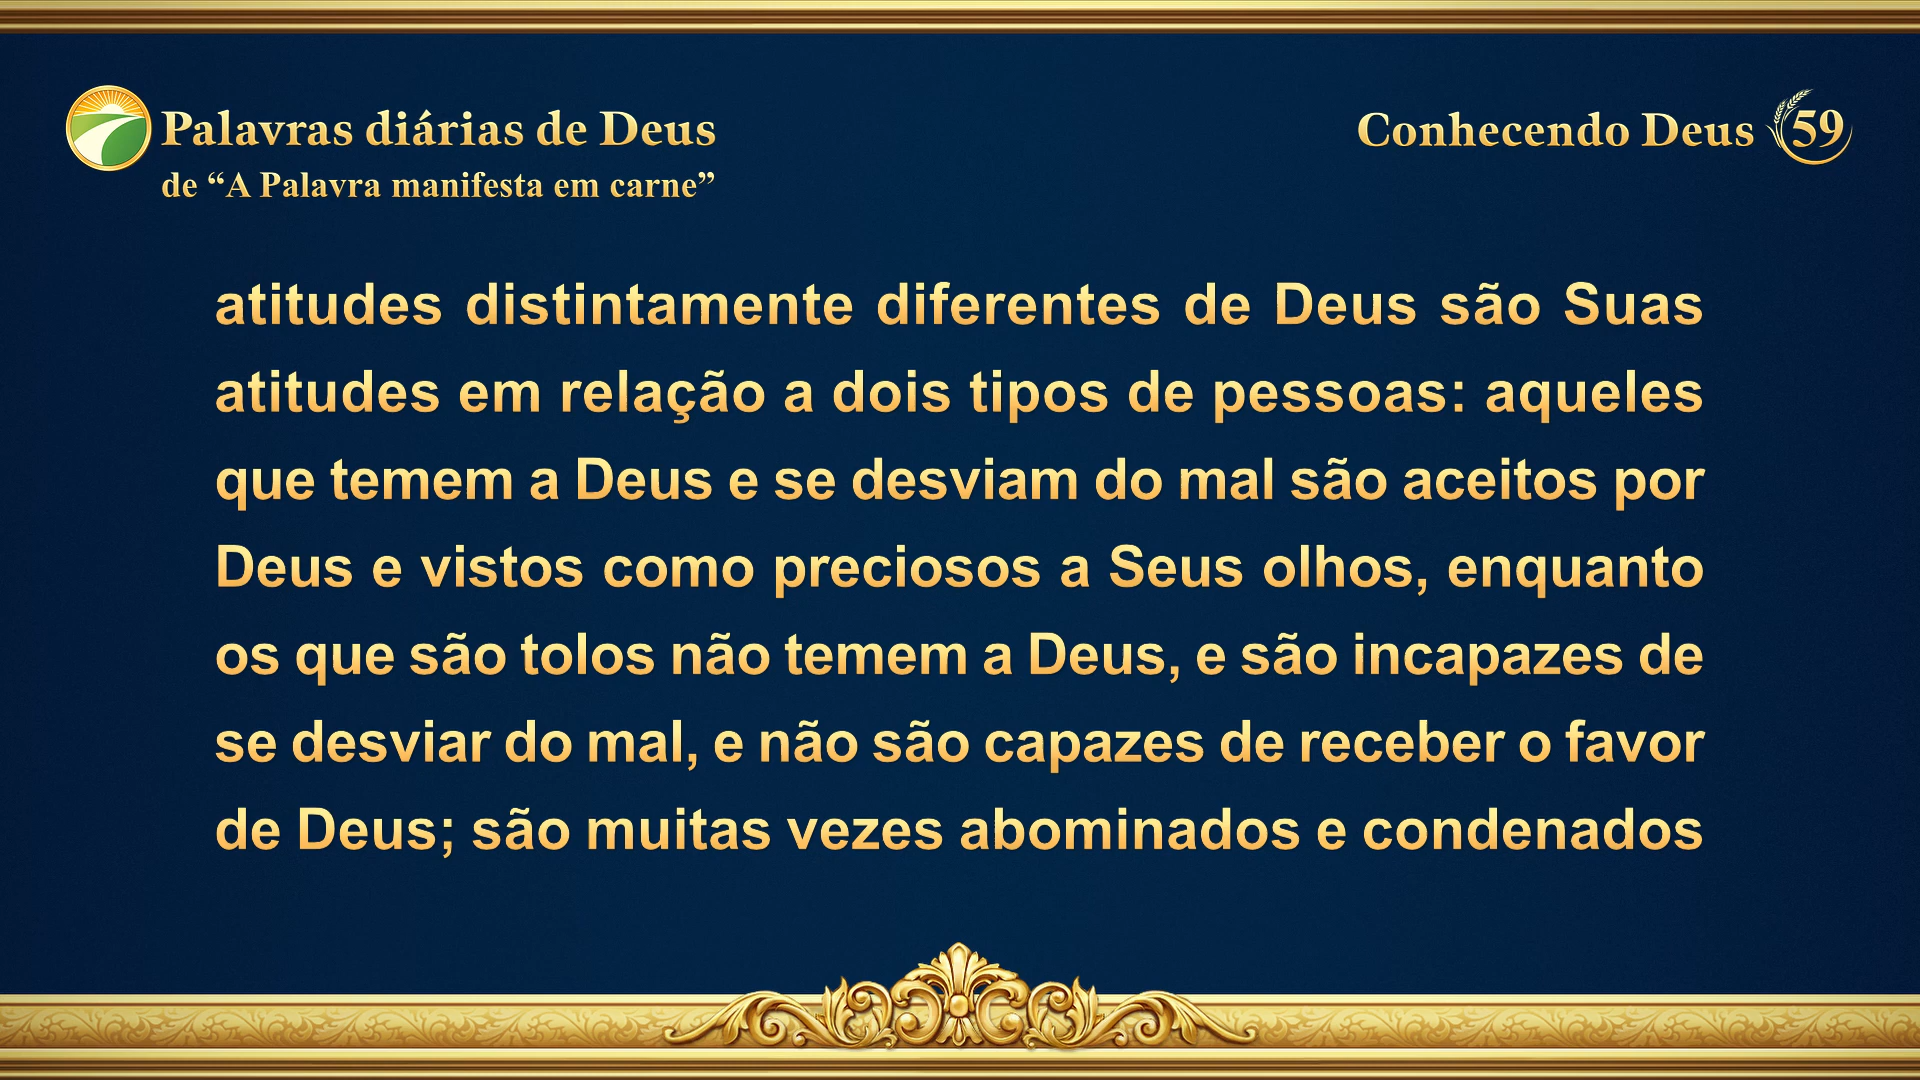 Palavras diárias de Deus
de “A Palavra manifesta em carne”
Conhecendo Deus 59
atitudes distintamente diferentes de Deus são Suas
atitudes em relação a dois tipos de pessoas: aqueles
que temem a Deus e se desviam do mal são aceitos por
Deus e vistos como preciosos a Seus olhos, enquanto
os que são tolos não temem a Deus, e são incapazes de
se desviar do mal, e não são capazes de receber o favor
de Deus; são muitas vezes abominados e condenados